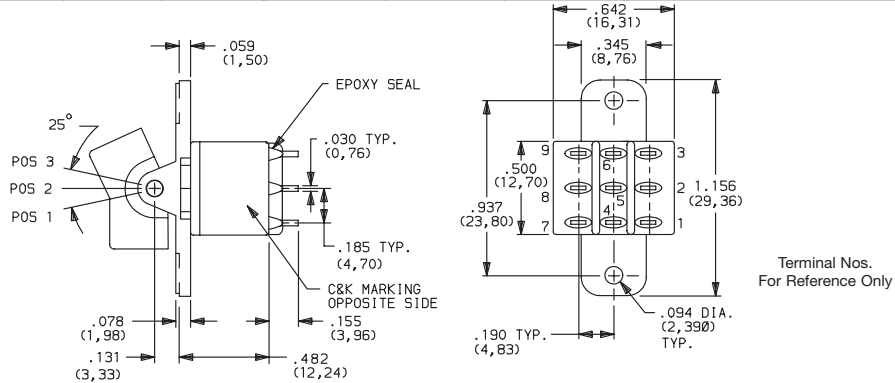 .059
(1,50)
EPOXY SEAL
25°
.030 TYP.
(0,76)
POS 3
POS 2
POS 1
.185 TYP.
(4,70)
C&K MARKING
OPPOSITE SIDE
.078
(1,98)
.155
(3,96)
.131
(3,33)
.482
(12,24)
.642
(16,31)
.345
(8,76)
9
3
6
.500
(12,70)
8
5
2
1.156
(29,36)
.937
(23,80)
7
4
1
.190 TYP.
(4,83)
.094 DIA.
(2,390)
TYP.
Terminal Nos.
For Reference Only